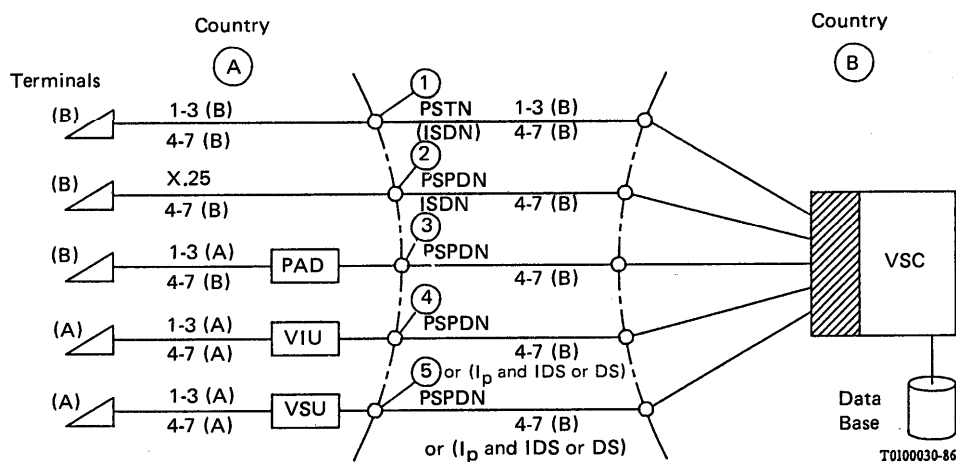 Country
A
Country
B
Terminals
(B)
1-3 (B)
4-7 (B)
1
PSTN
(ISDN)
1-3 (B)
4-7 (B)
(B)
X.25
4-7 (B)
2
PSPDN
ISDN
4-7 (B)
(B)
1-3 (A)
4-7 (B)
PAD
3
PSPDN
4-7 (B)
(A)
1-3 (A)
4-7 (A)
VIU
4
PSPDN
4-7 (B)
or (Ip and IDS or DS)
(A)
1-3 (A)
4-7 (A)
VSU
5
PSPDN
4-7 (B)
or (Ip and IDS or DS)
VSC
Data
Base
T0100030-86